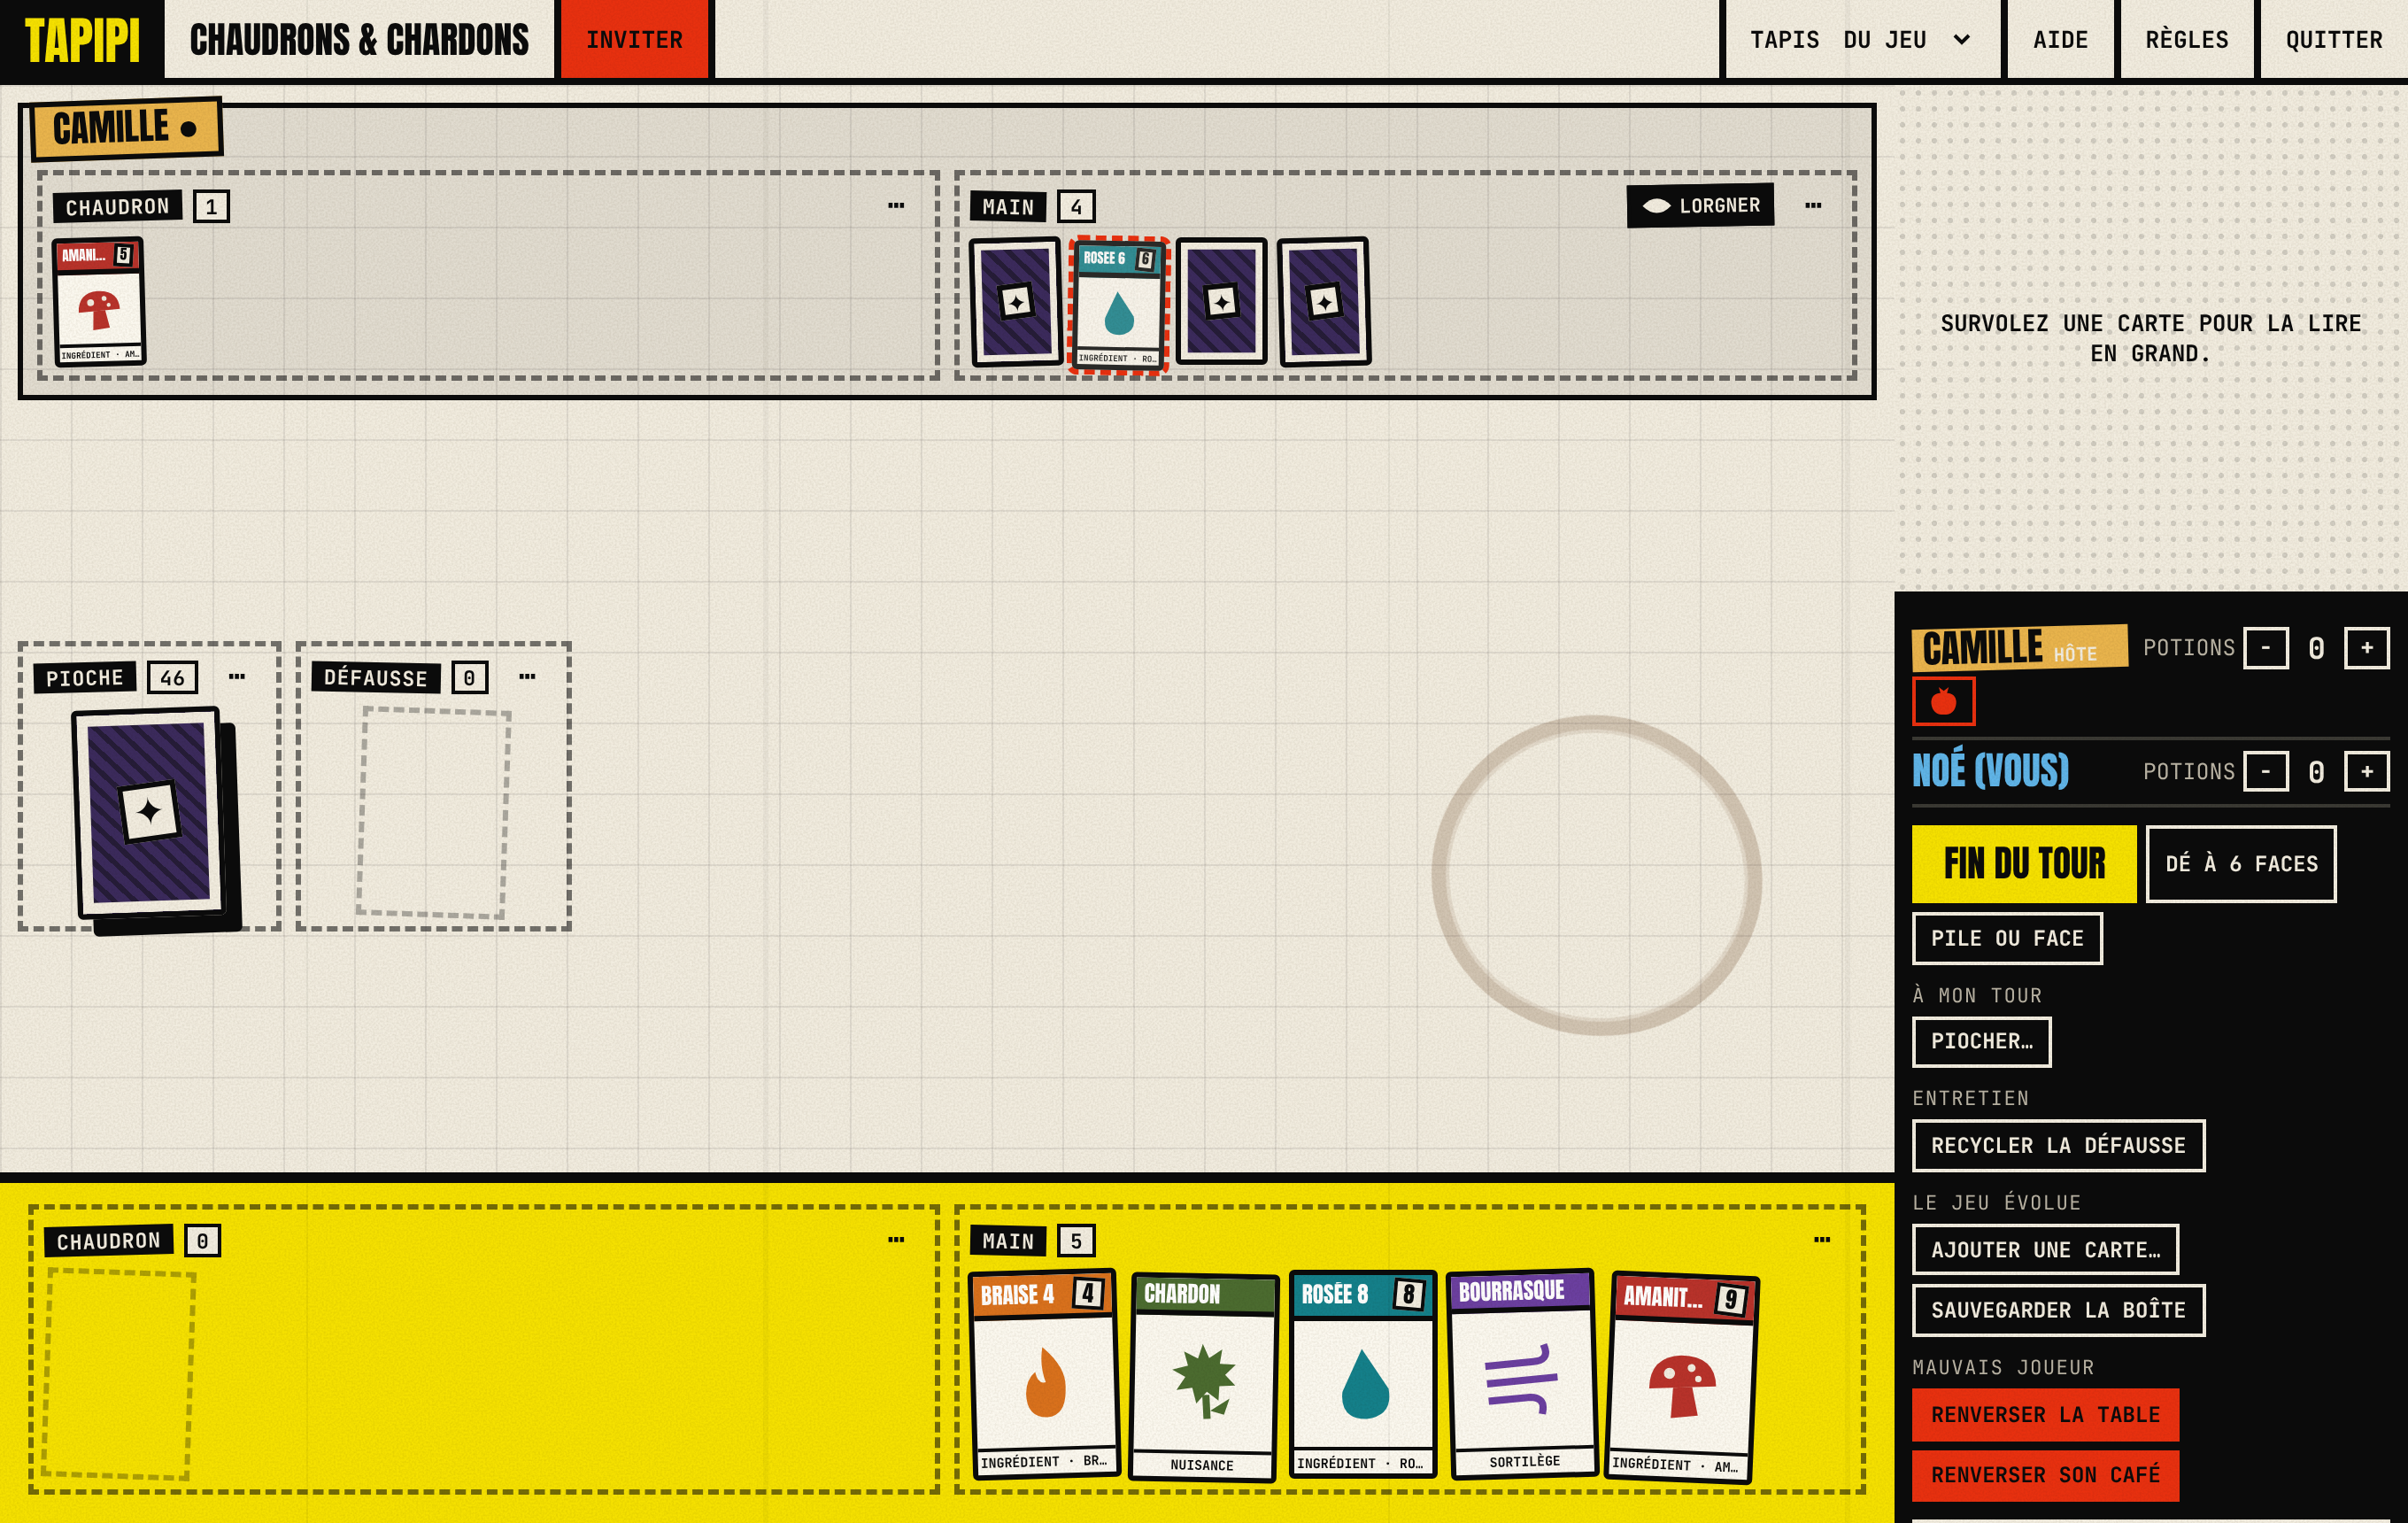 TAPIPI
CHAUDRONS & CHARDONS
INVITER
TAPIS DU JEU
AIDE
RÈGLES
QUITTER
CAMILLE
CHAUDRON 1
AMANI… 5
INGRÉDIENT · AM…
MAIN 4
LORGNER
ROSÉE 6 6
INGRÉDIENT · RO…
SURVOLEZ UNE CARTE POUR LA LIRE
EN GRAND.
PIOCHE 46
DÉFAUSSE 0
CAMILLE HÔTE POTIONS - 0 +
NOÉ (VOUS) POTIONS - 0 +
FIN DU TOUR
DÉ À 6 FACES
PILE OU FACE
À MON TOUR
PIOCHER…
ENTRETIEN
RECYCLER LA DÉFAUSSE
LE JEU ÉVOLUE
AJOUTER UNE CARTE…
SAUVEGARDER LA BOÎTE
MAUVAIS JOUEUR
RENVERSER LA TABLE
RENVERSER SON CAFÉ
CHAUDRON 0
MAIN 5
BRAISE 4 4
INGRÉDIENT · BR…
CHARDON
NUISANCE
ROSÉE 8 8
INGRÉDIENT · RO…
BOURRASQUE
SORTILÈGE
AMANIT… 9
INGRÉDIENT · AM…